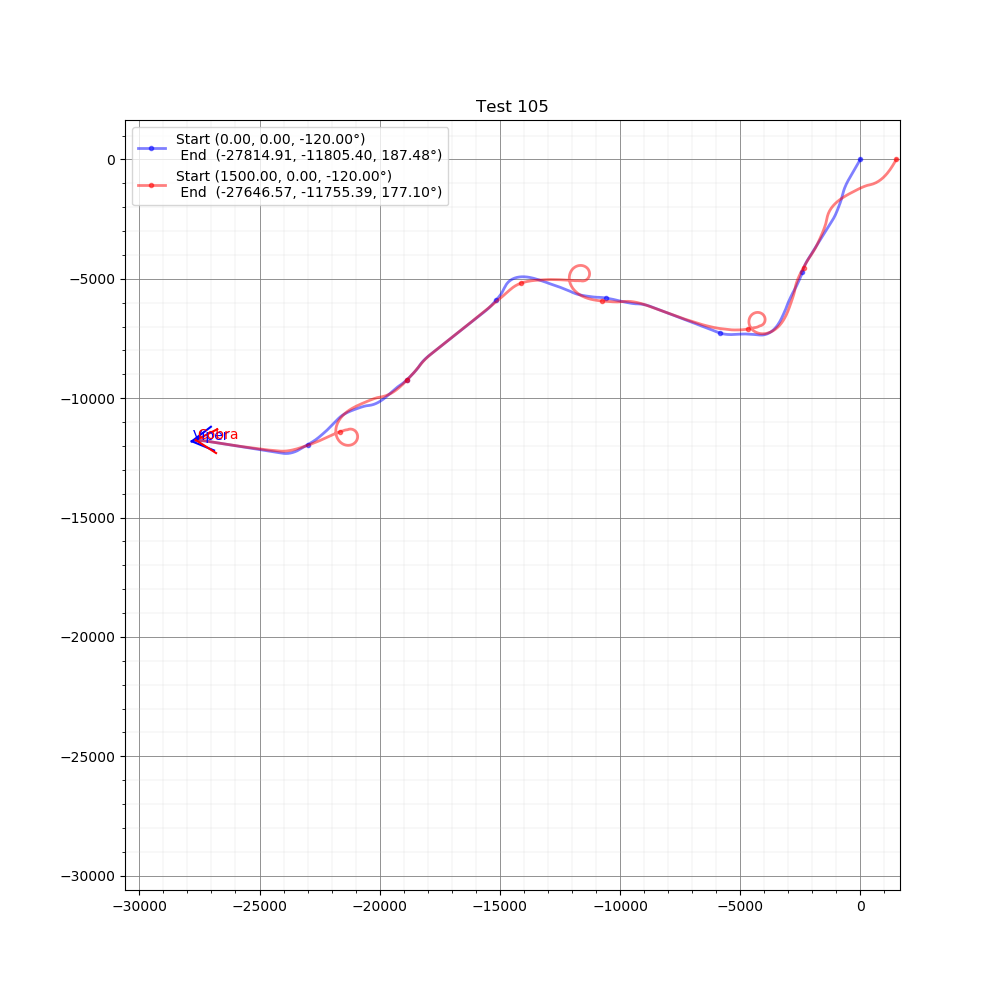 Test 105
Start (0.00, 0.00, -120.00°)
End (-27814.91, -11805.40, 187.48°)
Start (1500.00, 0.00, -120.00°)
End (-27646.57, -11755.39, 177.10°)
0
−5000
−10000
−15000
−20000
−25000
−30000
−30000 −25000 −20000 −15000 −10000 −5000 0